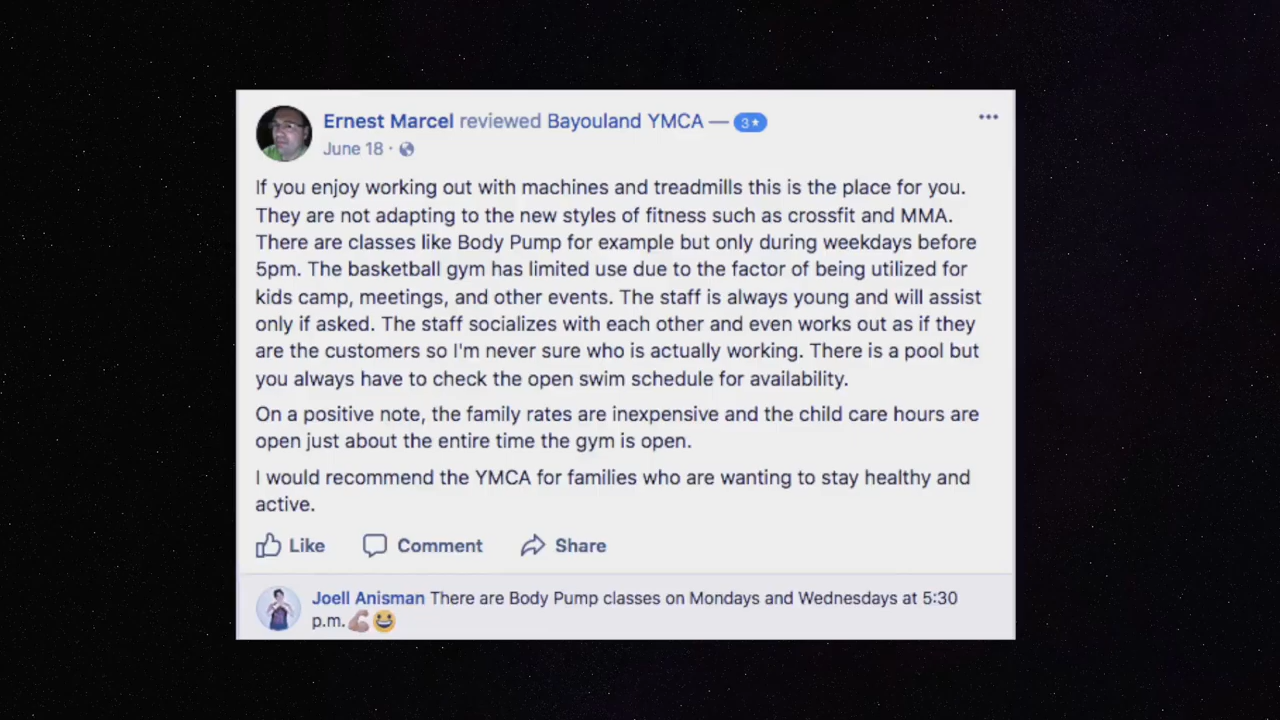 Ernest Marcel reviewed Bayouland YMCA — 3★
June 18 ·
If you enjoy working out with machines and treadmills this is the place for you.
They are not adapting to the new styles of fitness such as crossfit and MMA.
There are classes like Body Pump for example but only during weekdays before
5pm. The basketball gym has limited use due to the factor of being utilized for
kids camp, meetings, and other events. The staff is always young and will assist
only if asked. The staff socializes with each other and even works out as if they
are the customers so I'm never sure who is actually working. There is a pool but
you always have to check the open swim schedule for availability.
On a positive note, the family rates are inexpensive and the child care hours are
open just about the entire time the gym is open.
I would recommend the YMCA for families who are wanting to stay healthy and
active.
Like Comment Share
Joell Anisman There are Body Pump classes on Mondays and Wednesdays at 5:30
p.m.💪😀